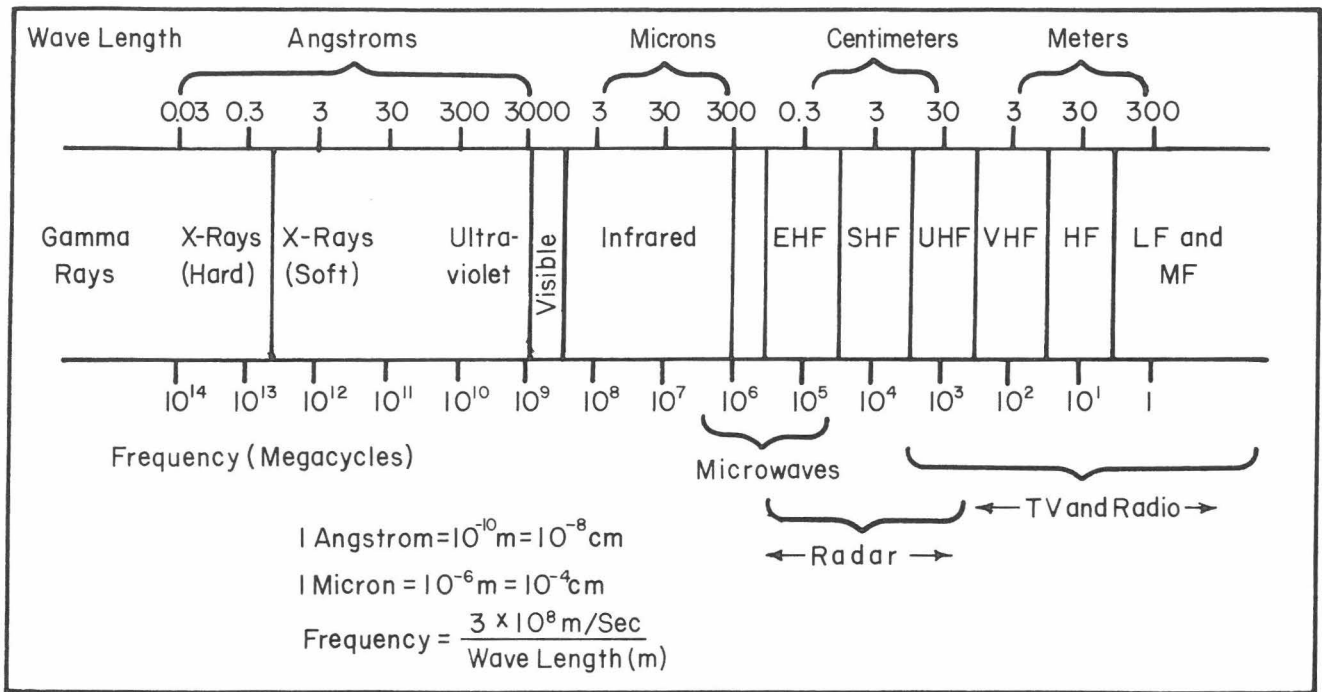 Wave Length Angstroms Microns Centimeters Meters
0.03 0.3 3 30 300 3000 3 30 300 0.3 3 30 3 30 300
Gamma Rays
X-Rays (Hard)
X-Rays (Soft)
Ultra-violet
Visible
Infrared
EHF SHF UHF VHF HF
LF and MF
10¹⁴ 10¹³ 10¹² 10¹¹ 10¹⁰ 10⁹ 10⁸ 10⁷ 10⁶ 10⁵ 10⁴ 10³ 10² 10¹ 1
Frequency (Megacycles)
Microwaves
TV and Radio
Radar
1 Angstrom=10⁻¹⁰m=10⁻⁸cm
1 Micron = 10⁻⁶m = 10⁻⁴cm
Frequency = 3 × 10⁸ m/Sec
Wave Length (m)